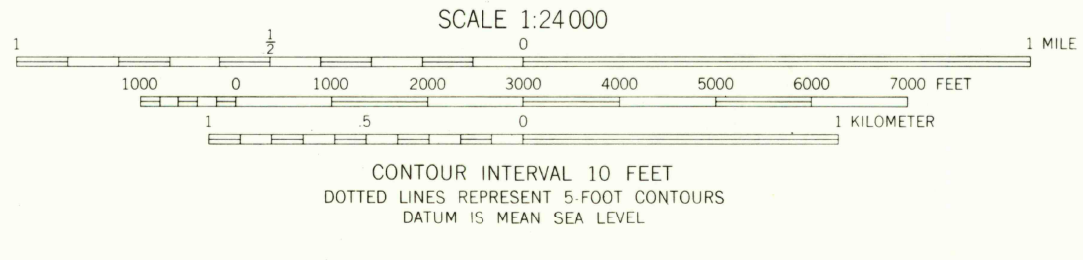 SCALE 1:24 000
1 1/2 0 1 MILE
1000 0 1000 2000 3000 4000 5000 6000 7000 FEET
1 .5 0 1 KILOMETER
CONTOUR INTERVAL 10 FEET
DOTTED LINES REPRESENT 5-FOOT CONTOURS
DATUM IS MEAN SEA LEVEL